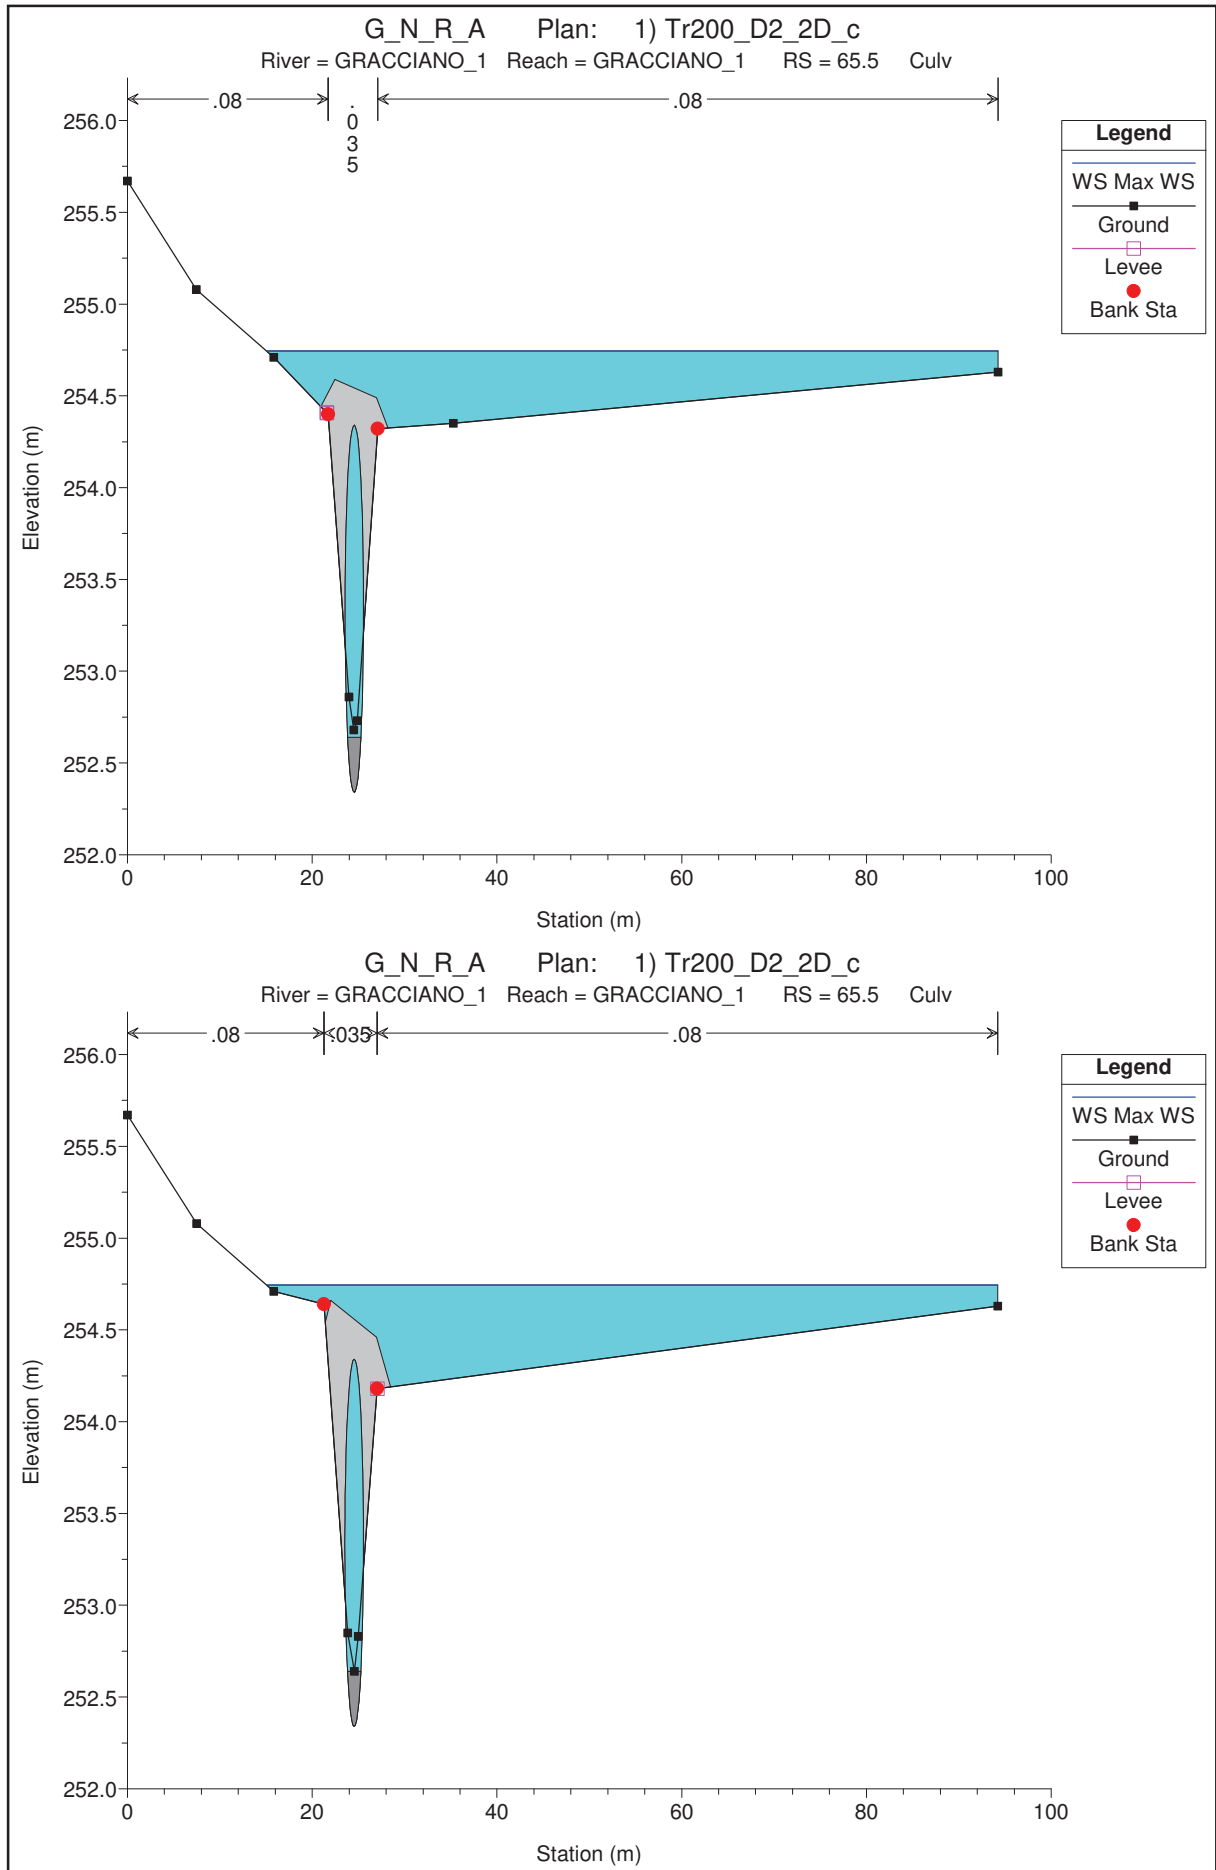 G_N_R_A Plan: 1) Tr200_D2_2D_c
River = GRACCIANO_1 Reach = GRACCIANO_1 RS = 65.5 Culv
.08
.035
.08
256.0
255.5
255.0
254.5
254.0
253.5
253.0
252.5
252.0
Elevation (m)
0 20 40 60 80 100
Station (m)
Legend
WS Max WS
Ground
Levee
Bank Sta
G_N_R_A Plan: 1) Tr200_D2_2D_c
River = GRACCIANO_1 Reach = GRACCIANO_1 RS = 65.5 Culv
.08
.035
.08
256.0
255.5
255.0
254.5
254.0
253.5
253.0
252.5
252.0
Elevation (m)
0 20 40 60 80 100
Station (m)
Legend
WS Max WS
Ground
Levee
Bank Sta